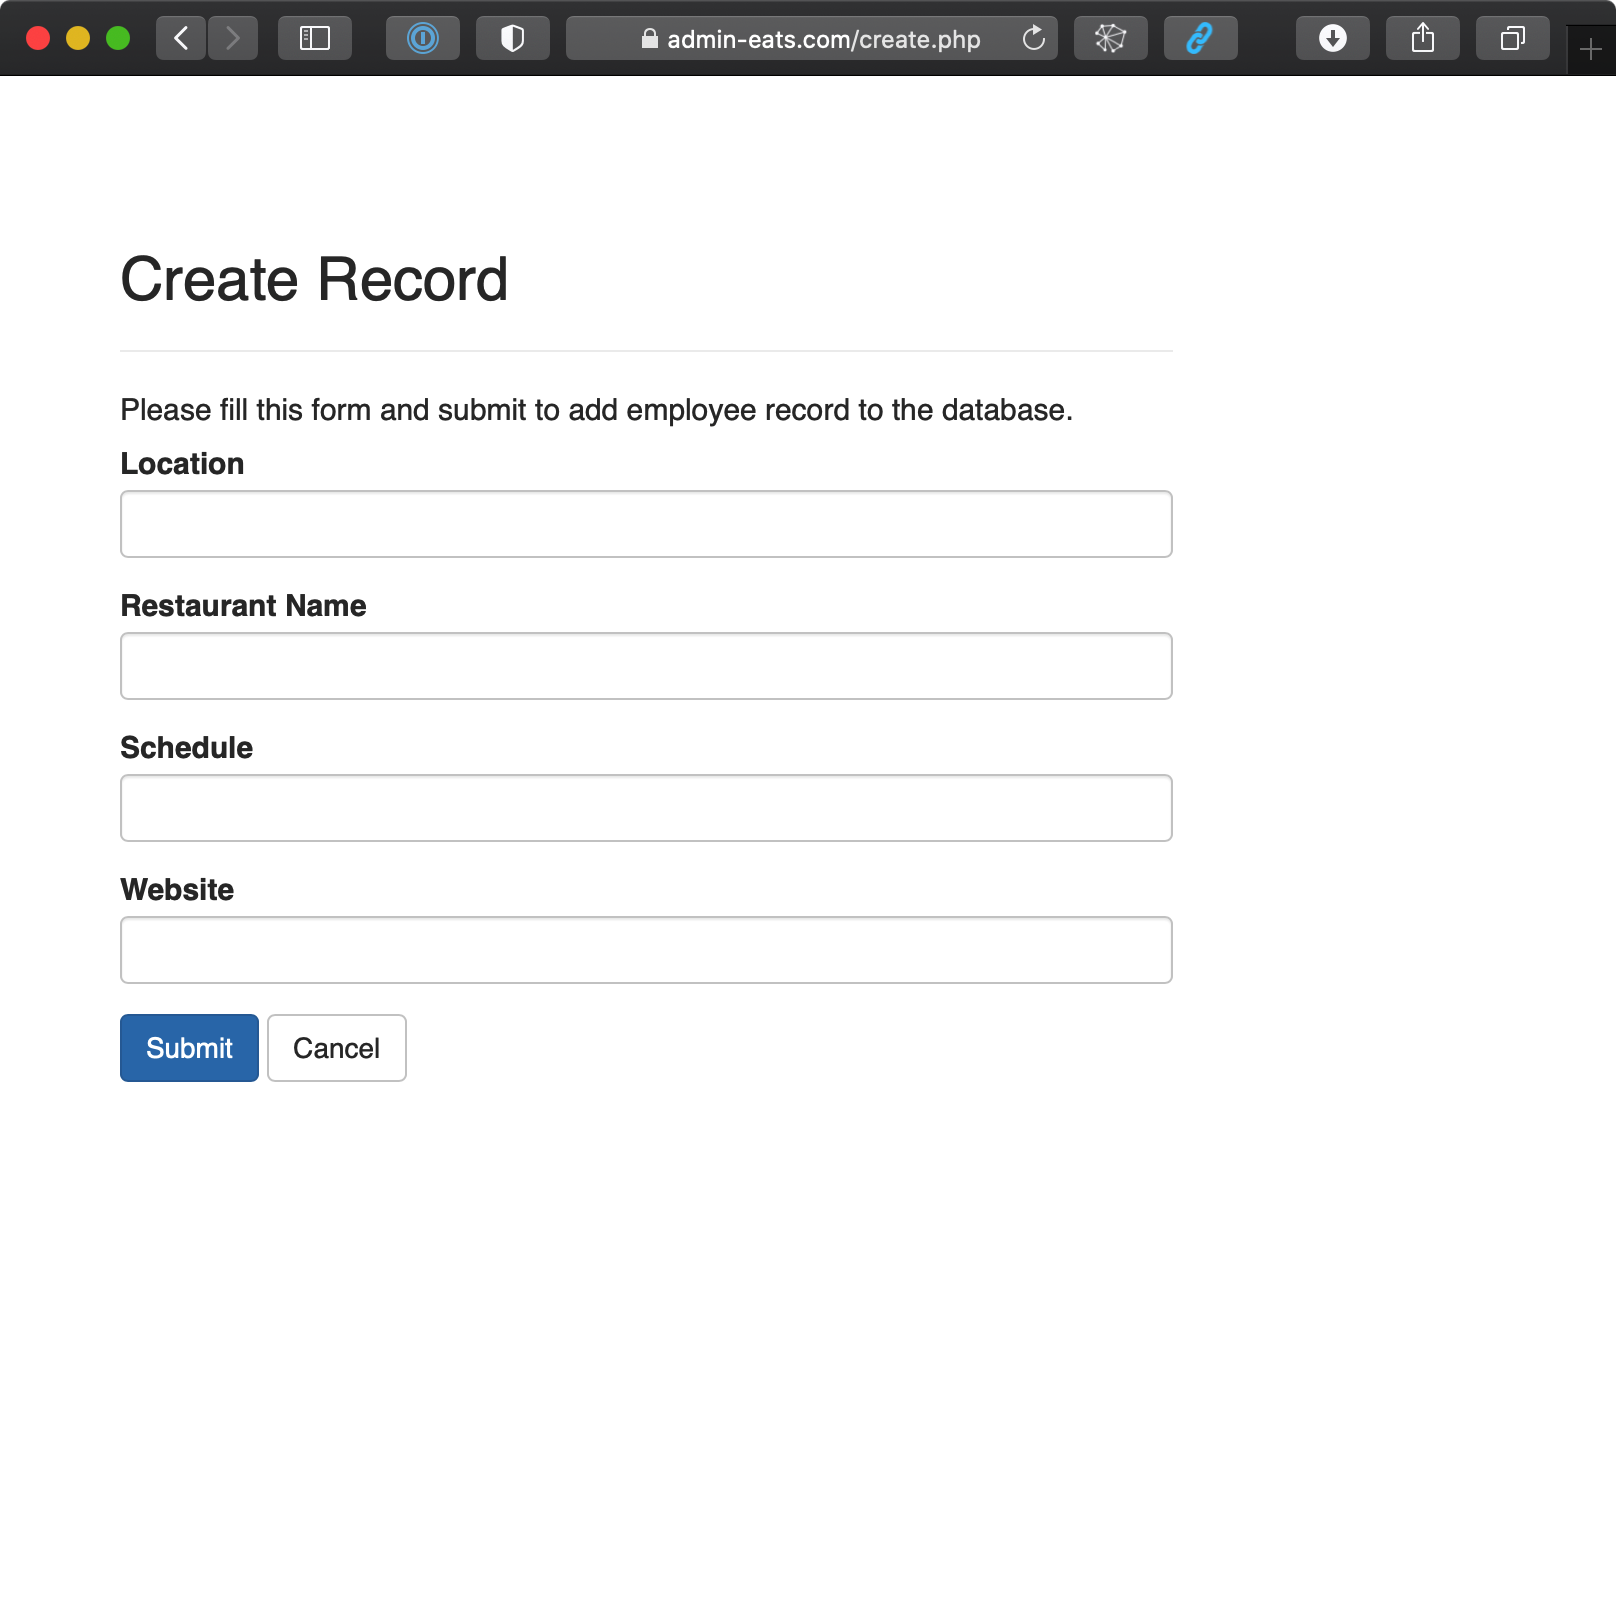 admin-eats.com/create.php
Create Record
Please fill this form and submit to add employee record to the database.
Location
Restaurant Name
Schedule
Website
Submit Cancel